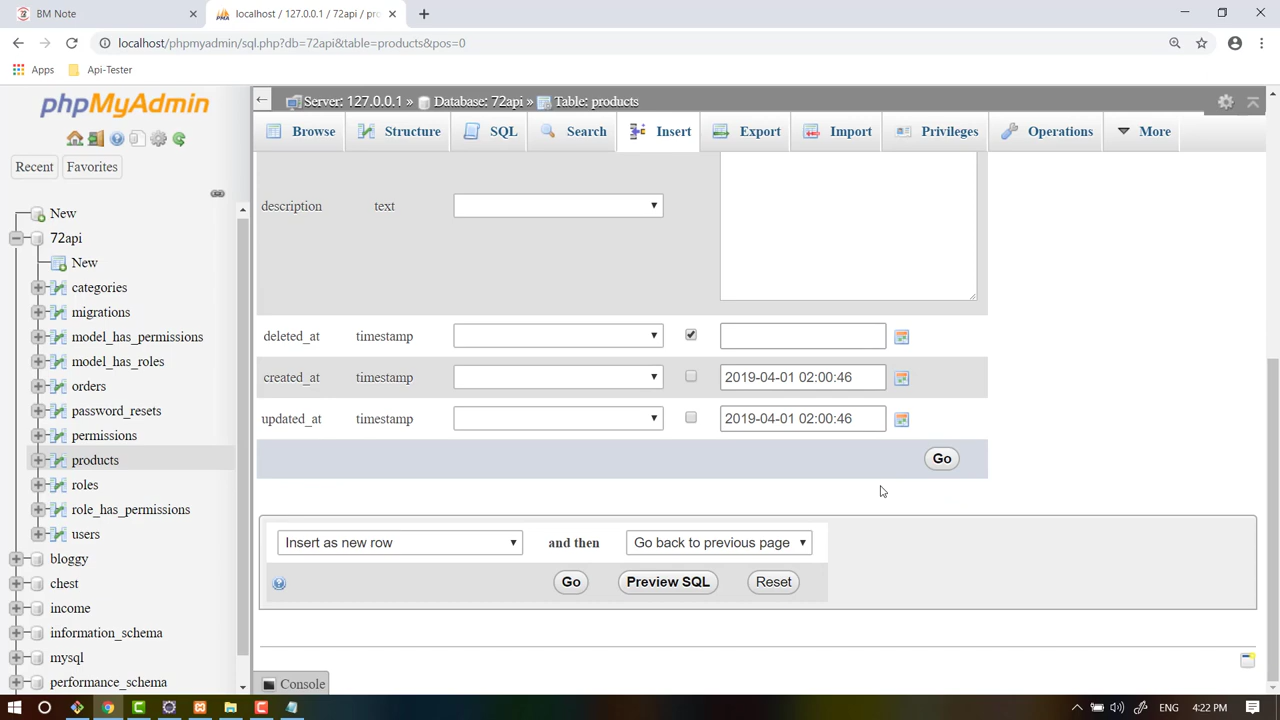 BM Note
localhost / 127.0.0.1 / 72api / pro
localhost/phpmyadmin/sql.php?db=72api&table=products&pos=0
Apps
Api-Tester
phpMyAdmin
Recent
Favorites
New
72api
New
categories
migrations
model_has_permissions
model_has_roles
orders
password_resets
permissions
products
roles
role_has_permissions
users
bloggy
chest
income
information_schema
mysql
performance_schema
Server: 127.0.0.1 » Database: 72api » Table: products
Browse Structure SQL Search Insert Export Import Privileges Operations More
description text
deleted_at timestamp
created_at timestamp 2019-04-01 02:00:46
updated_at timestamp 2019-04-01 02:00:46
Go
Insert as new row and then Go back to previous page
Go Preview SQL Reset
Console
ENG 4:22 PM